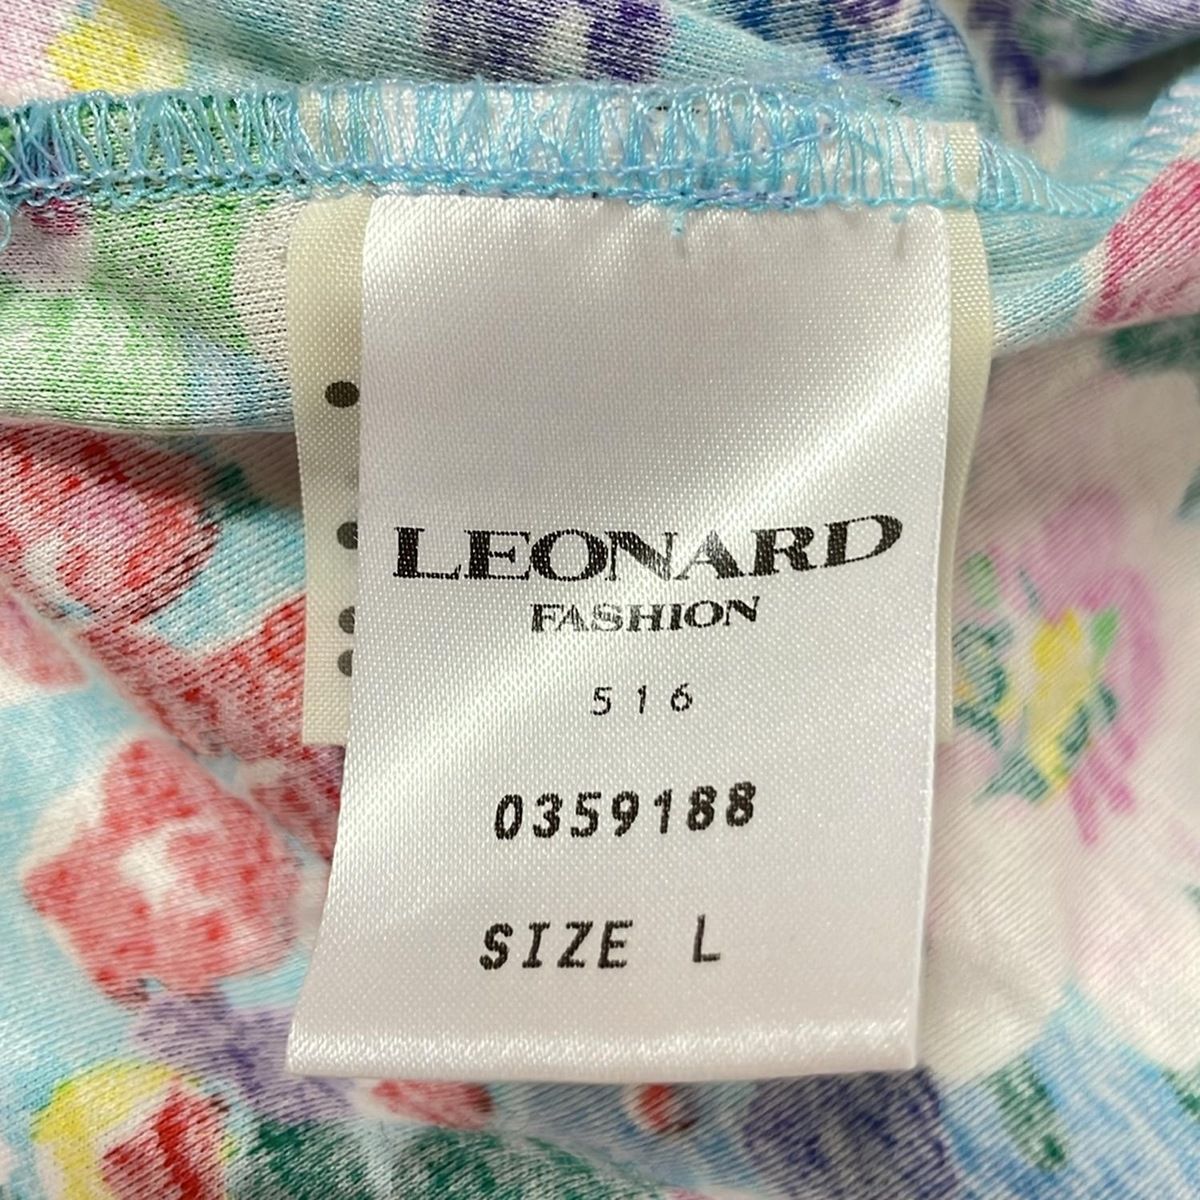 LEONARD
FASHION
516
0359188
SIZE L